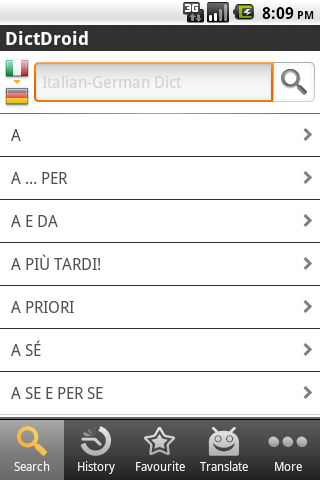 3G 8:09 PM
DictDroid
Italian-German Dict
A
A ... PER
A E DA
A PIÙ TARDI!
A PRIORI
A SÉ
A SE E PER SE
Search History Favourite Translate More